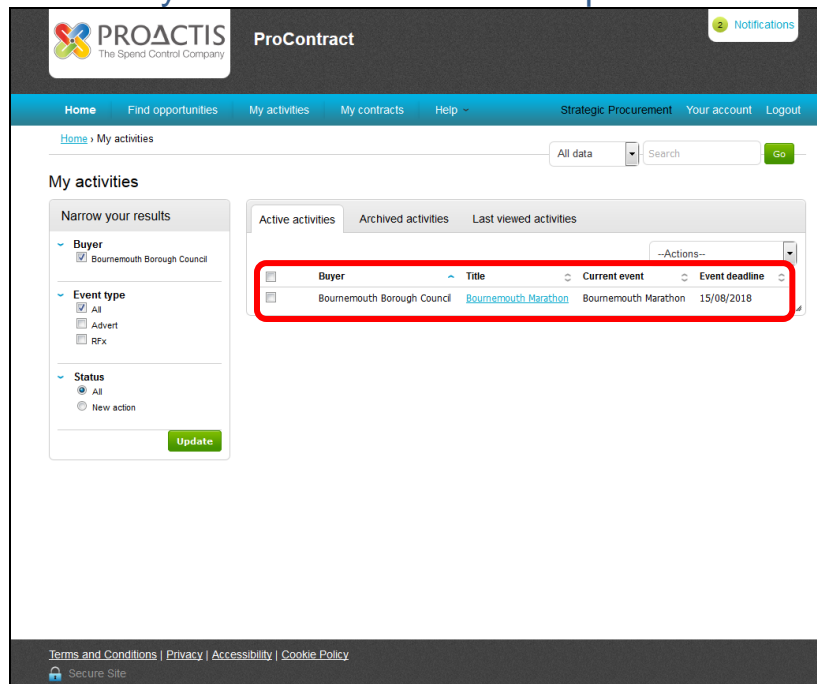 PROACTIS
The Spend Control Company
ProContract
2 Notifications
Home Find opportunities My activities My contracts Help Strategic Procurement Your account Logout
Home › My activities
All data Search Go
My activities
Narrow your results
Buyer
Bournemouth Borough Council
Event type
All
Advert
RFx
Status
All
New action
Update
Active activities Archived activities Last viewed activities
--Actions--
Buyer Title Current event Event deadline
Bournemouth Borough Council Bournemouth Marathon Bournemouth Marathon 15/08/2018
Terms and Conditions | Privacy | Accessibility | Cookie Policy
Secure Site